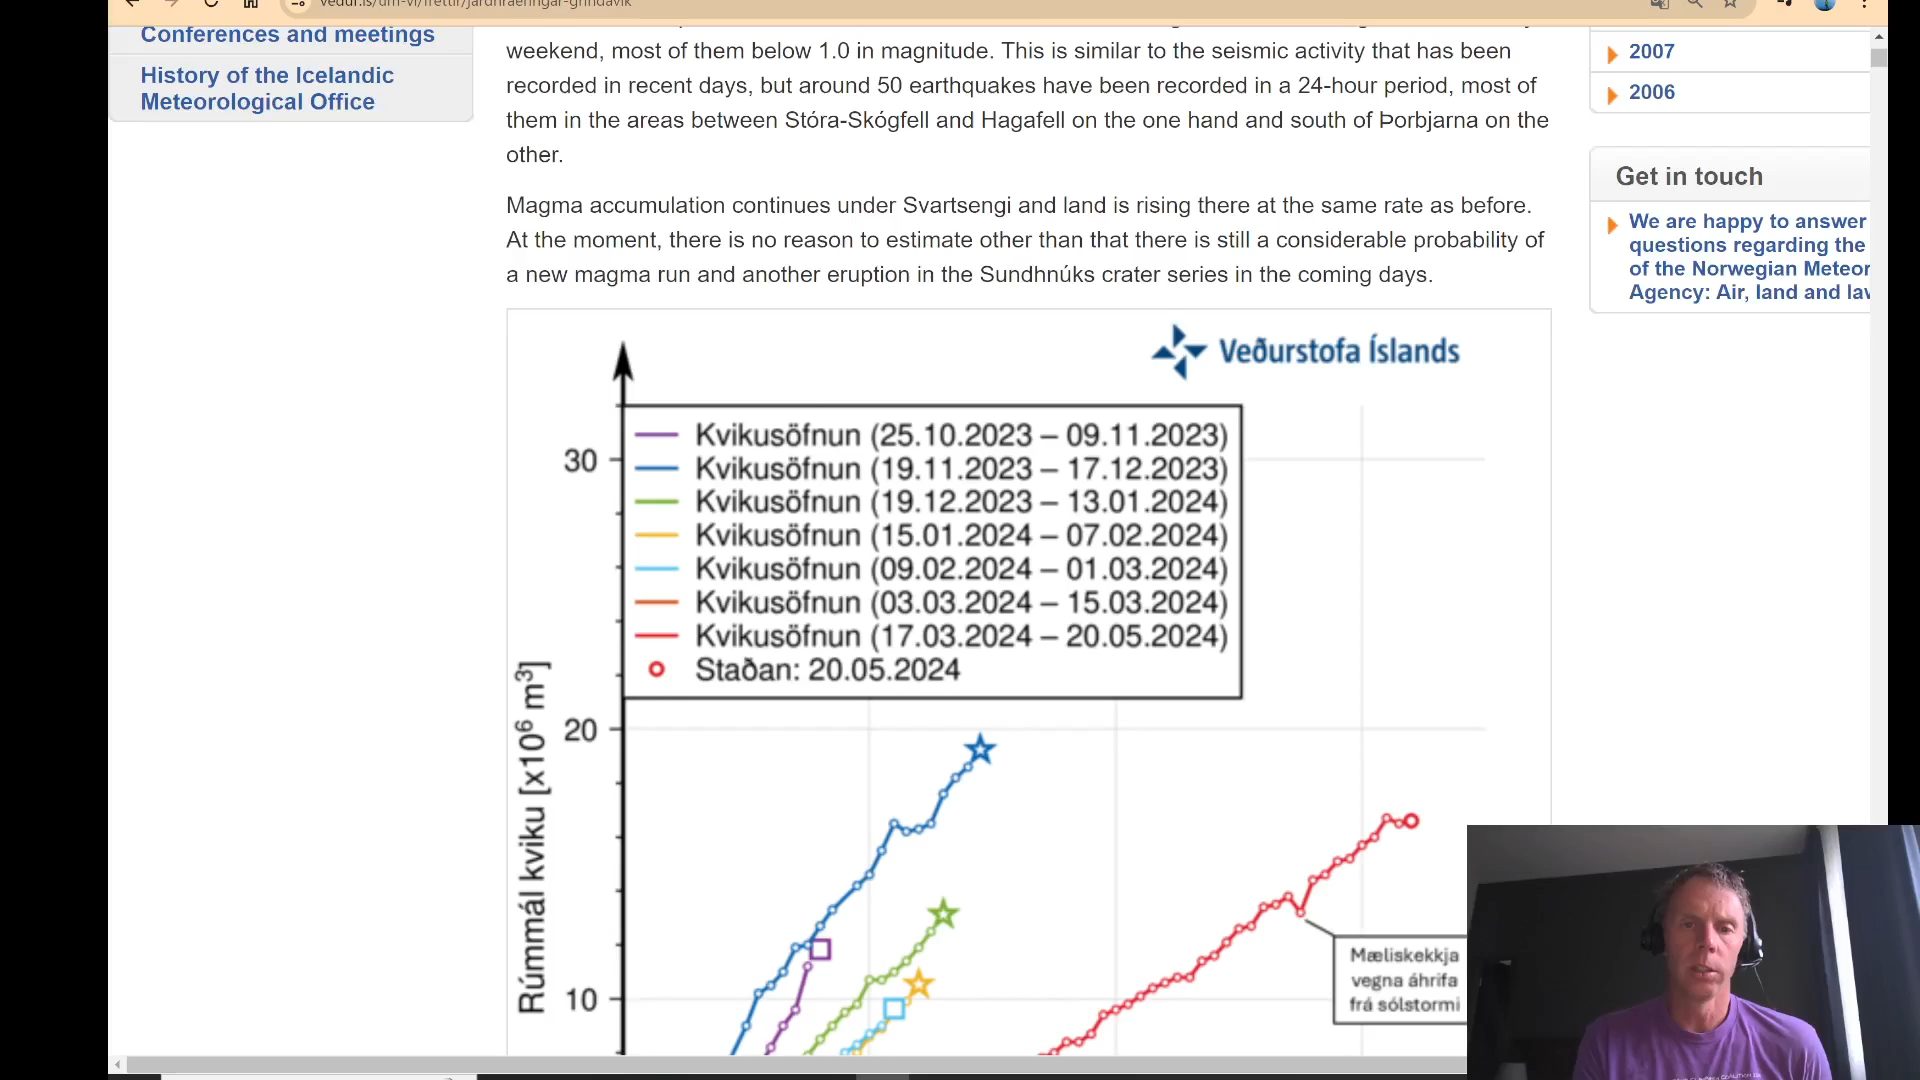 vedur.is/um-vi/frettir/jardhraeringar-grindavik
Conferences and meetings
History of the Icelandic
Meteorological Office
weekend, most of them below 1.0 in magnitude. This is similar to the seismic activity that has been
recorded in recent days, but around 50 earthquakes have been recorded in a 24-hour period, most of
them in the areas between Stóra-Skógfell and Hagafell on the one hand and south of Þorbjarna on the
other.
Magma accumulation continues under Svartsengi and land is rising there at the same rate as before.
At the moment, there is no reason to estimate other than that there is still a considerable probability of
a new magma run and another eruption in the Sundhnúks crater series in the coming days.
2007
2006
Get in touch
We are happy to answer
questions regarding the
of the Norwegian Meteor
Agency: Air, land and lav
Veðurstofa Íslands
Kvikusöfnun (25.10.2023 – 09.11.2023)
Kvikusöfnun (19.11.2023 – 17.12.2023)
Kvikusöfnun (19.12.2023 – 13.01.2024)
Kvikusöfnun (15.01.2024 – 07.02.2024)
Kvikusöfnun (09.02.2024 – 01.03.2024)
Kvikusöfnun (03.03.2024 – 15.03.2024)
Kvikusöfnun (17.03.2024 – 20.05.2024)
Staðan: 20.05.2024
Rúmmál kviku [x10⁶ m³]
30
20
10
Mæliskekkja
vegna áhrifa
frá sólstormi